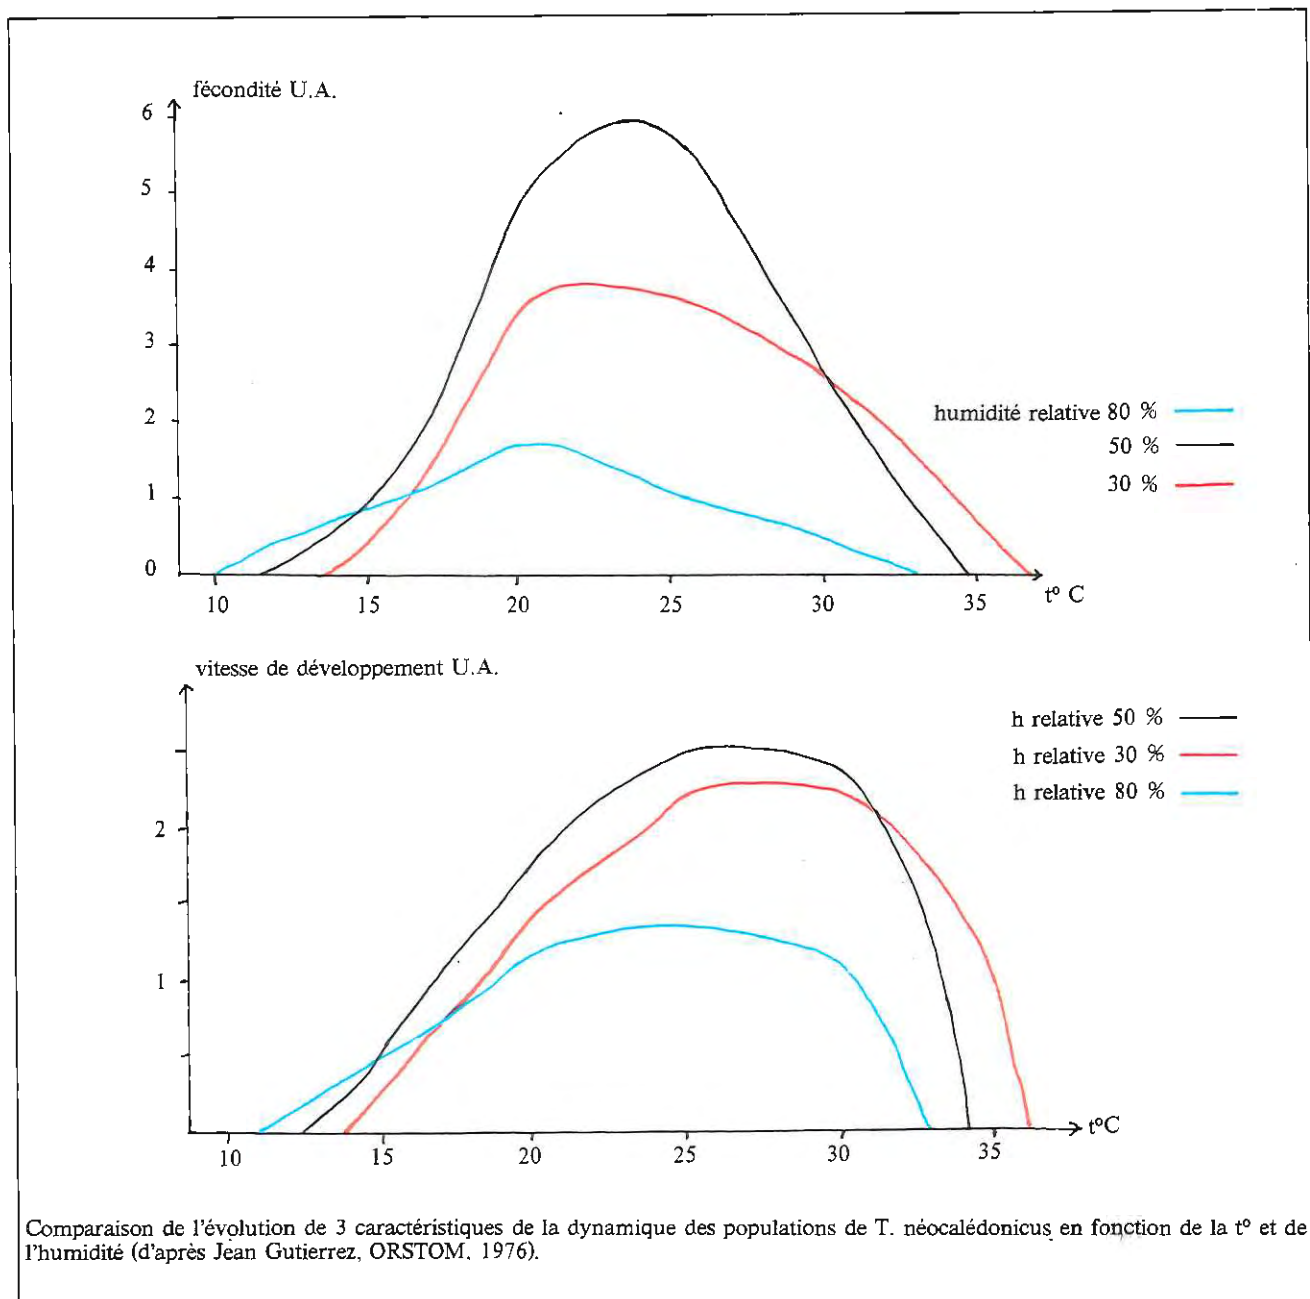 fécondité U.A.
6
5
4
3
2
1
0
10 15 20 25 30 35 t° C
humidité relative 80 %
50 %
30 %
vitesse de développement U.A.
h relative 50 %
h relative 30 %
h relative 80 %
2
1
10 15 20 25 30 35 t°C
Comparaison de l'évolution de 3 caractéristiques de la dynamique des populations de T. néocalédonicus en fonction de la t° et de
l'humidité (d'après Jean Gutierrez, ORSTOM, 1976).